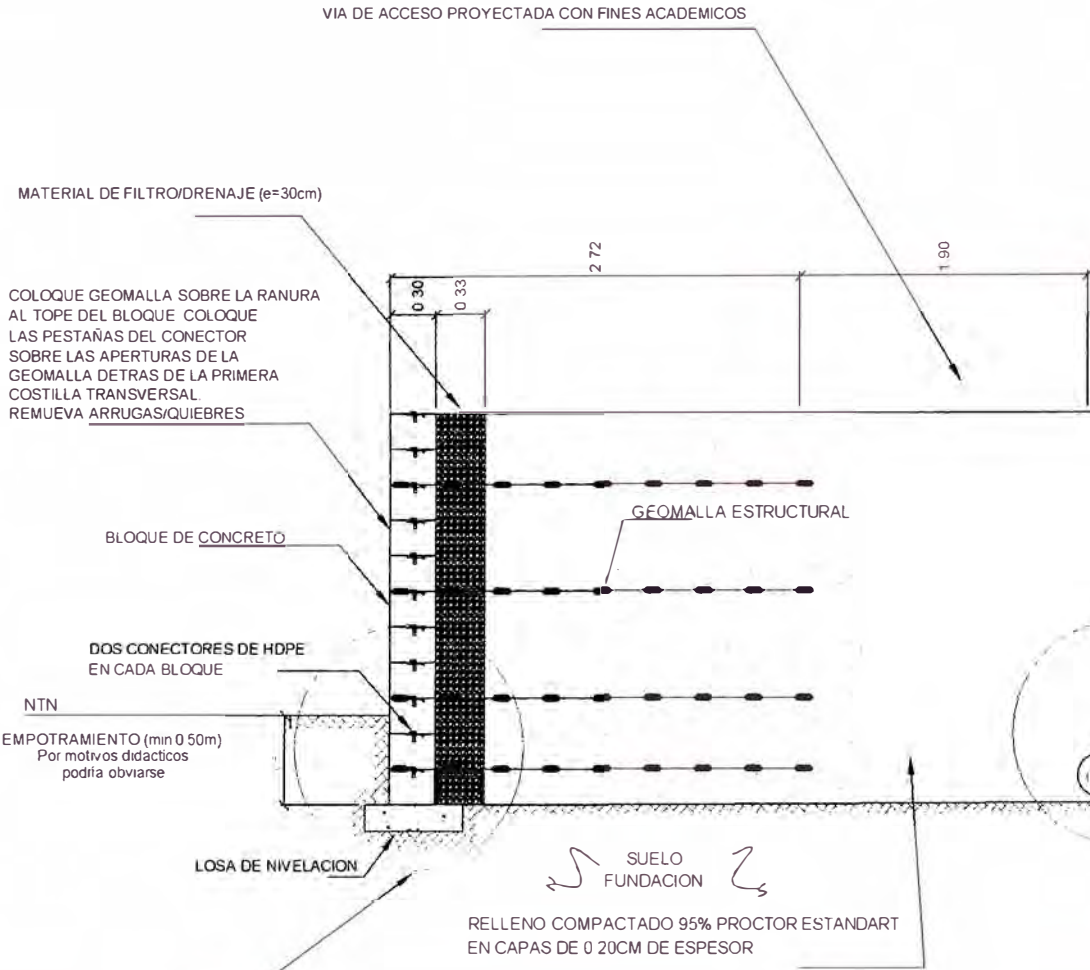 VIA DE ACCESO PROYECTADA CON FINES ACADEMICOS
MATERIAL DE FILTRO/DRENAJE (e=30cm)
2 72
1 90
0 30
0 33
COLOQUE GEOMALLA SOBRE LA RANURA
AL TOPE DEL BLOQUE COLOQUE
LAS PESTAÑAS DEL CONECTOR
SOBRE LAS APERTURAS DE LA
GEOMALLA DETRAS DE LA PRIMERA
COSTILLA TRANSVERSAL.
REMUEVA ARRUGAS/QUIEBRES
GEOMALLA ESTRUCTURAL
BLOQUE DE CONCRETO
DOS CONECTORES DE HDPE
EN CADA BLOQUE
NTN
EMPOTRAMIENTO (min 0 50m)
Por motivos didacticos
podria obviarse
LOSA DE NIVELACION
SUELO
FUNDACION
RELLENO COMPACTADO 95% PROCTOR ESTANDART
EN CAPAS DE 0 20CM DE ESPESOR